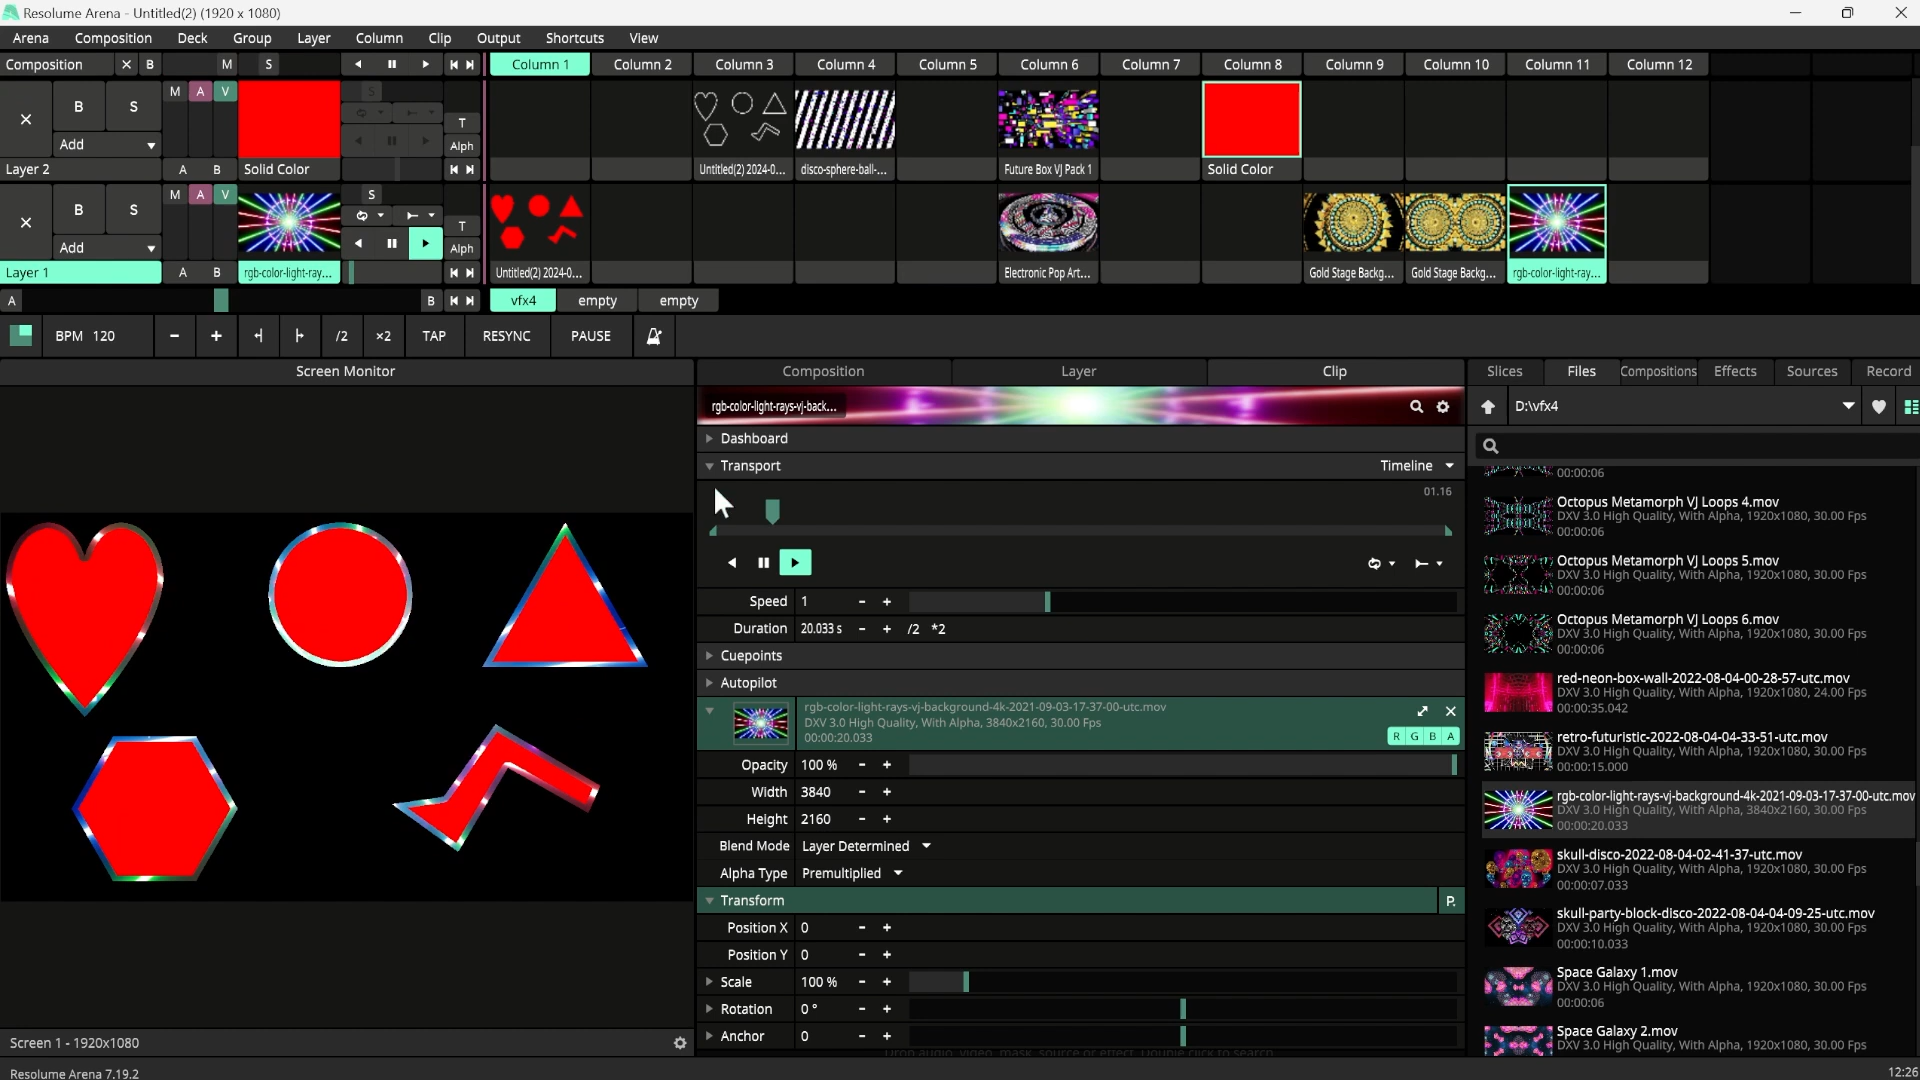 Resolume Arena - Untitled(2) (1920 x 1080)
Arena Composition Deck Group Layer Column Clip Output Shortcuts View
Composition B M S Column 1 Column 2 Column 3 Column 4 Column 5 Column 6 Column 7 Column 8 Column 9 Column 10 Column 11 Column 12
B S M A V S
Add T
Alph
Layer 2 A B Solid Color Untitled(2) 2024-0... disco-sphere-ball-... Future Box VJ Pack 1 Solid Color
B S M A V S
Add T
Alph
Layer 1 A B rgb-color-light-ray... Untitled(2) 2024-0... Electronic Pop Art... Gold Stage Backg... Gold Stage Backg... rgb-color-light-ray...
A B vfx4 empty empty
BPM 120 - + /2 ×2 TAP RESYNC PAUSE
Screen Monitor
Composition Layer Clip
Slices Files Compositions Effects Sources Record
rgb-color-light-rays-vj-back...
D:\vfx4
Dashboard
Transport Timeline
01.16
Speed 1 - +
Duration 20.033 s - + /2 *2
Cuepoints
Autopilot
rgb-color-light-rays-vj-background-4k-2021-09-03-17-37-00-utc.mov
DXV 3.0 High Quality, With Alpha, 3840x2160, 30.00 Fps
00:00:20.033
R G B A
Opacity 100 % - +
Width 3840 - +
Height 2160 - +
Blend Mode Layer Determined
Alpha Type Premultiplied
Transform P.
Position X 0 - +
Position Y 0 - +
Scale 100 % - +
Rotation 0 ° - +
Anchor 0 - +
Drop audio, video, mask, source or effect. Double click to search
00:00:06
Octopus Metamorph VJ Loops 4.mov
DXV 3.0 High Quality, With Alpha, 1920x1080, 30.00 Fps
00:00:06
Octopus Metamorph VJ Loops 5.mov
DXV 3.0 High Quality, With Alpha, 1920x1080, 30.00 Fps
00:00:06
Octopus Metamorph VJ Loops 6.mov
DXV 3.0 High Quality, With Alpha, 1920x1080, 30.00 Fps
00:00:06
red-neon-box-wall-2022-08-04-00-28-57-utc.mov
DXV 3.0 High Quality, With Alpha, 1920x1080, 24.00 Fps
00:00:35.042
retro-futuristic-2022-08-04-04-33-51-utc.mov
DXV 3.0 High Quality, With Alpha, 1920x1080, 30.00 Fps
00:00:15.000
rgb-color-light-rays-vj-background-4k-2021-09-03-17-37-00-utc.mov
DXV 3.0 High Quality, With Alpha, 3840x2160, 30.00 Fps
00:00:20.033
skull-disco-2022-08-04-02-41-37-utc.mov
DXV 3.0 High Quality, With Alpha, 1920x1080, 30.00 Fps
00:00:07.033
skull-party-block-disco-2022-08-04-04-09-25-utc.mov
DXV 3.0 High Quality, With Alpha, 1920x1080, 30.00 Fps
00:00:10.033
Space Galaxy 1.mov
DXV 3.0 High Quality, With Alpha, 1920x1080, 30.00 Fps
00:00:06
Space Galaxy 2.mov
DXV 3.0 High Quality, With Alpha, 1920x1080, 30.00 Fps
Screen 1 - 1920x1080
Resolume Arena 7.19.2
12:26